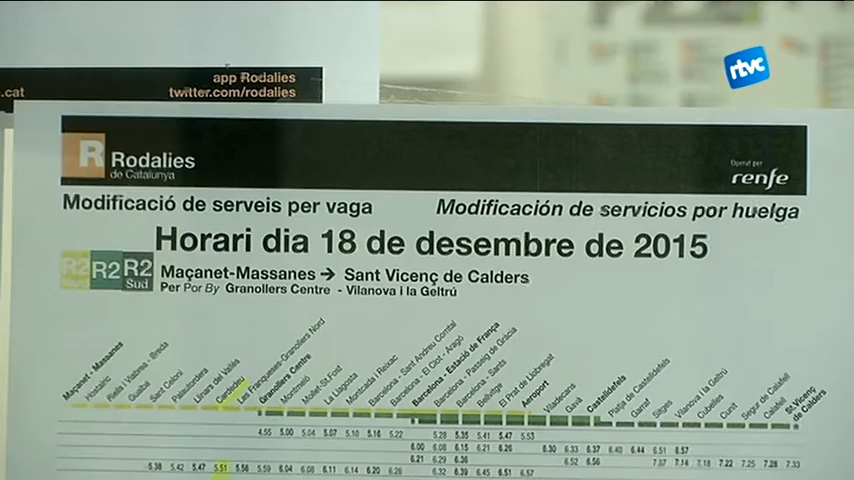 app Rodalies
.cat twitter.com/rodalies
rtvc
R Rodalies
de Catalunya
Operat per
renfe
Modificació de serveis per vaga Modificación de servicios por huelga
Horari dia 18 de desembre de 2015
R2 Nord R2 R2 Sud Maçanet-Massanes → Sant Vicenç de Calders
Per Por By Granollers Centre - Vilanova i la Geltrú
Maçanet - Massanes
Hostalric
Riells i Viabrea - Breda
Gualba
Sant Celoni
Palautordera
Llinars del Vallès
Cardedeu
Les Franqueses-Granollers Nord
Granollers Centre
Montmeló
Mollet-St.Fost
La Llagosta
Montcada i Reixac
Barcelona - Sant Andreu Comtal
Barcelona - El Clot - Aragó
Barcelona - Estació de França
Barcelona - Passeig de Gràcia
Barcelona - Sants
Bellvitge
El Prat de Llobregat
Aeroport
Viladecans
Gavà
Castelldefels
Platja de Castelldefels
Garraf
Sitges
Vilanova i la Geltrú
Cubelles
Cunit
Segur de Calafell
Calafell
St.Vicenç de Calders
4.55 5.00 5.04 5.07 5.10 5.16 5.22 5.28 5.35 5.41 5.47 5.53
6.00 6.08 6.15 6.21 6.26 6.30 6.33 6.37 6.40 6.44 6.51 6.57
6.21 6.29 6.36 6.52 6.56 7.07 7.16 7.18 7.22 7.25 7.28 7.33
5.38 5.42 5.47 5.51 5.56 5.59 6.04 6.08 6.11 6.14 6.20 6.26 6.32 6.39 6.45 6.51 6.57